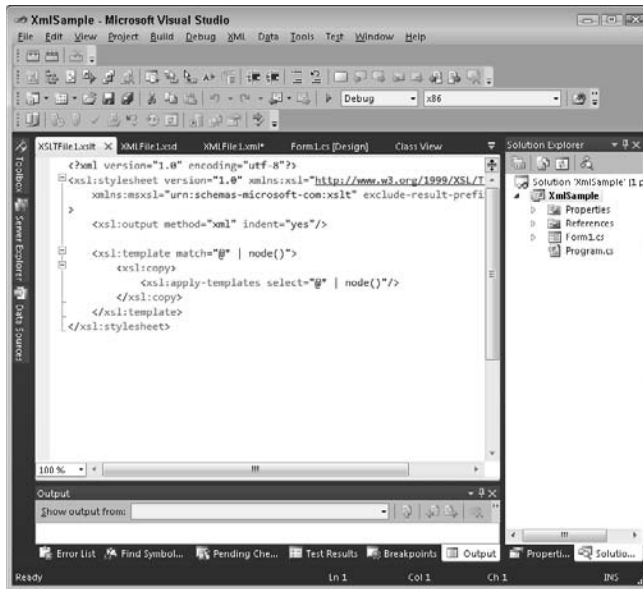 XmlSample - Microsoft Visual Studio
File Edit View Project Build Debug XML Data Tools Test Window Help
Debug x86
XSLTFile1.xslt XMLFile1.xsd XMLFile1.xml* Form1.cs [Design] Class View
<?xml version="1.0" encoding="utf-8"?>
<xsl:stylesheet version="1.0" xmlns:xsl="http://www.w3.org/1999/XSL/T
xmlns:msxsl="urn:schemas-microsoft-com:xslt" exclude-result-prefi
>
<xsl:output method="xml" indent="yes"/>
<xsl:template match="@* | node()">
<xsl:copy>
<xsl:apply-templates select="@* | node()"/>
</xsl:copy>
</xsl:template>
</xsl:stylesheet>
100 %
Toolbox
Server Explorer
Data Sources
Solution Explorer
Solution 'XmlSample' (1 p
XmlSample
Properties
References
Form1.cs
Program.cs
Output
Show output from:
Error List Find Symbol... Pending Che... Test Results Breakpoints Output Properti... Solutio...
Ready Ln 1 Col 1 Ch 1 INS